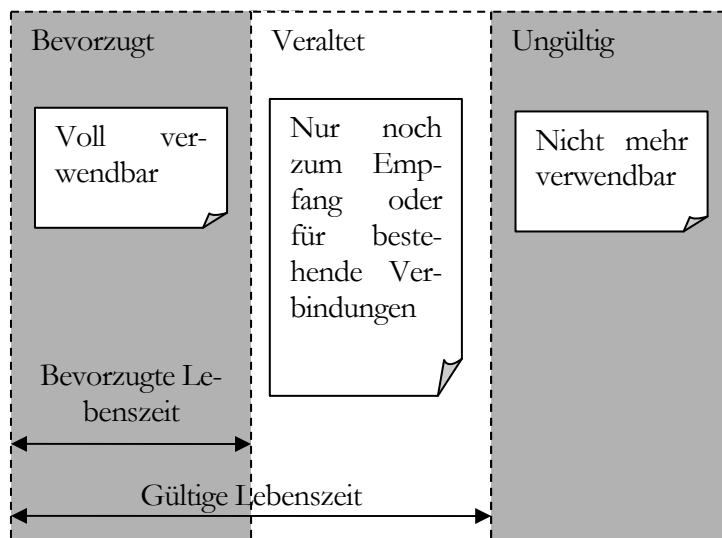 Bevorzugt
Veraltet
Ungültig
Voll ver-
wendbar
Nur noch
zum Emp-
fang oder
für beste-
hende Ver-
bindungen
Nicht mehr
verwendbar
Bevorzugte Le-
benszeit
Gültige Lebenszeit